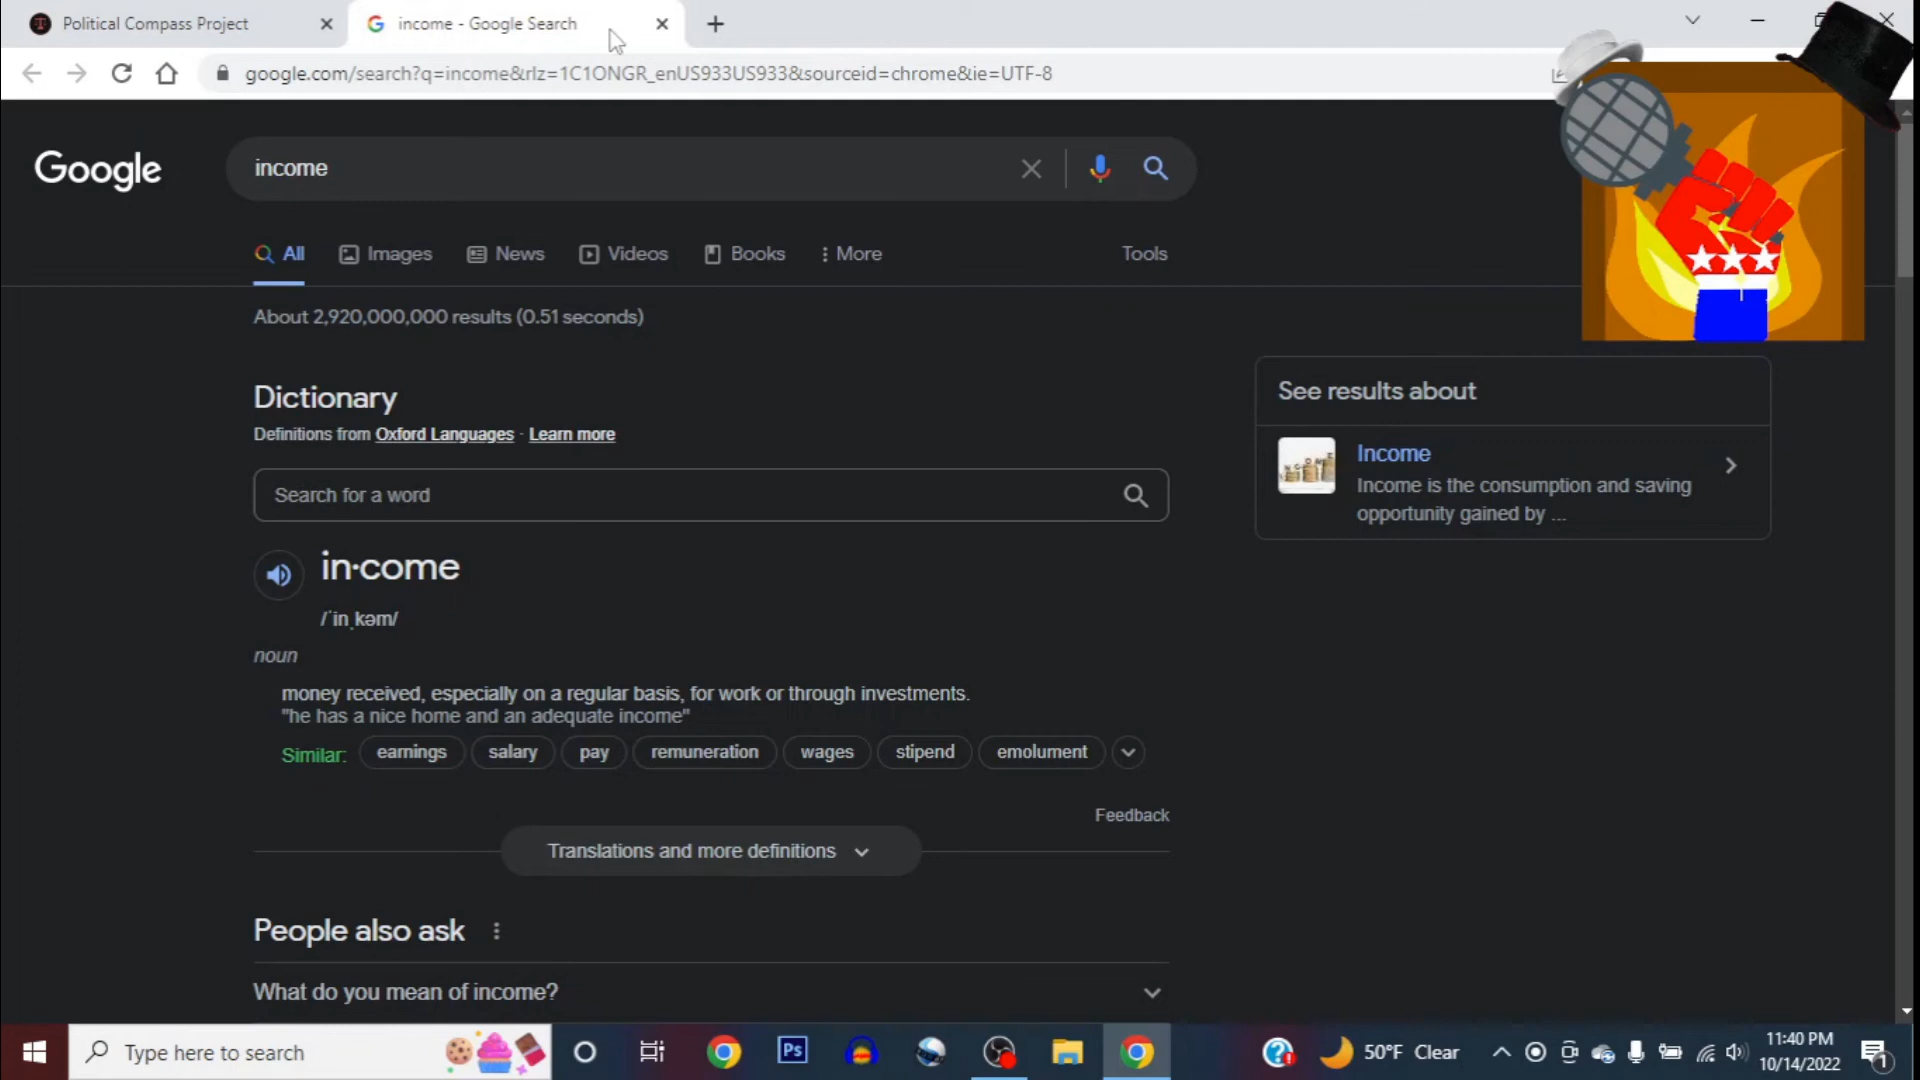 Political Compass Project
income - Google Search
google.com/search?q=income&rlz=1C1ONGR_enUS933US933&sourceid=chrome&ie=UTF-8
Google
income
All
Images
News
Videos
Books
More
Tools
About 2,920,000,000 results (0.51 seconds)
Dictionary
Definitions from Oxford Languages · Learn more
Search for a word
in·come
/ˈinˌkəm/
noun
money received, especially on a regular basis, for work or through investments.
"he has a nice home and an adequate income"
Similar:
earnings
salary
pay
remuneration
wages
stipend
emolument
Feedback
Translations and more definitions
People also ask
What do you mean of income?
See results about
Income
Income is the consumption and saving
opportunity gained by ...
Type here to search
Ps
50°F Clear
11:40 PM
10/14/2022
1